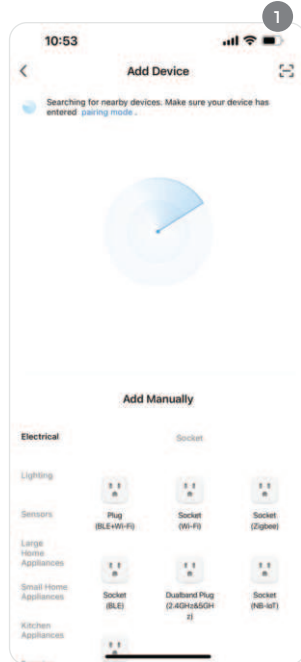 1
10:53
Add Device
Searching for nearby devices. Make sure your device has
entered pairing mode.
Add Manually
Electrical
Socket
Lighting
Sensors
Large
Home
Appliances
Small Home
Appliances
Kitchen
Appliances
Plug
(BLE+Wi-Fi)
Socket
(Wi-Fi)
Socket
(Zigbee)
Socket
(BLE)
Dualband Plug
(2.4GHz&5GH
z)
Socket
(NB-IoT)